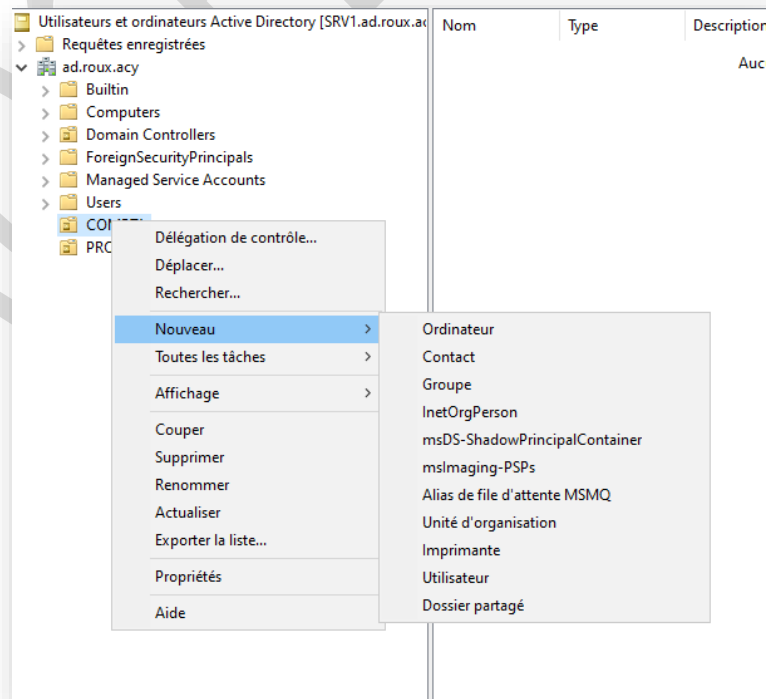 Utilisateurs et ordinateurs Active Directory [SRV1.ad.roux.ac
Requêtes enregistrées
ad.roux.acy
Builtin
Computers
Domain Controllers
ForeignSecurityPrincipals
Managed Service Accounts
Users
PRO
Délégation de contrôle...
Déplacer...
Rechercher...
Nouveau
Toutes les tâches
Affichage
Couper
Supprimer
Renommer
Actualiser
Exporter la liste...
Propriétés
Aide
Ordinateur
Contact
Groupe
InetOrgPerson
msDS-ShadowPrincipalContainer
msImaging-PSPs
Alias de file d'attente MSMQ
Unité d'organisation
Imprimante
Utilisateur
Dossier partagé
Nom Type Description
Auc